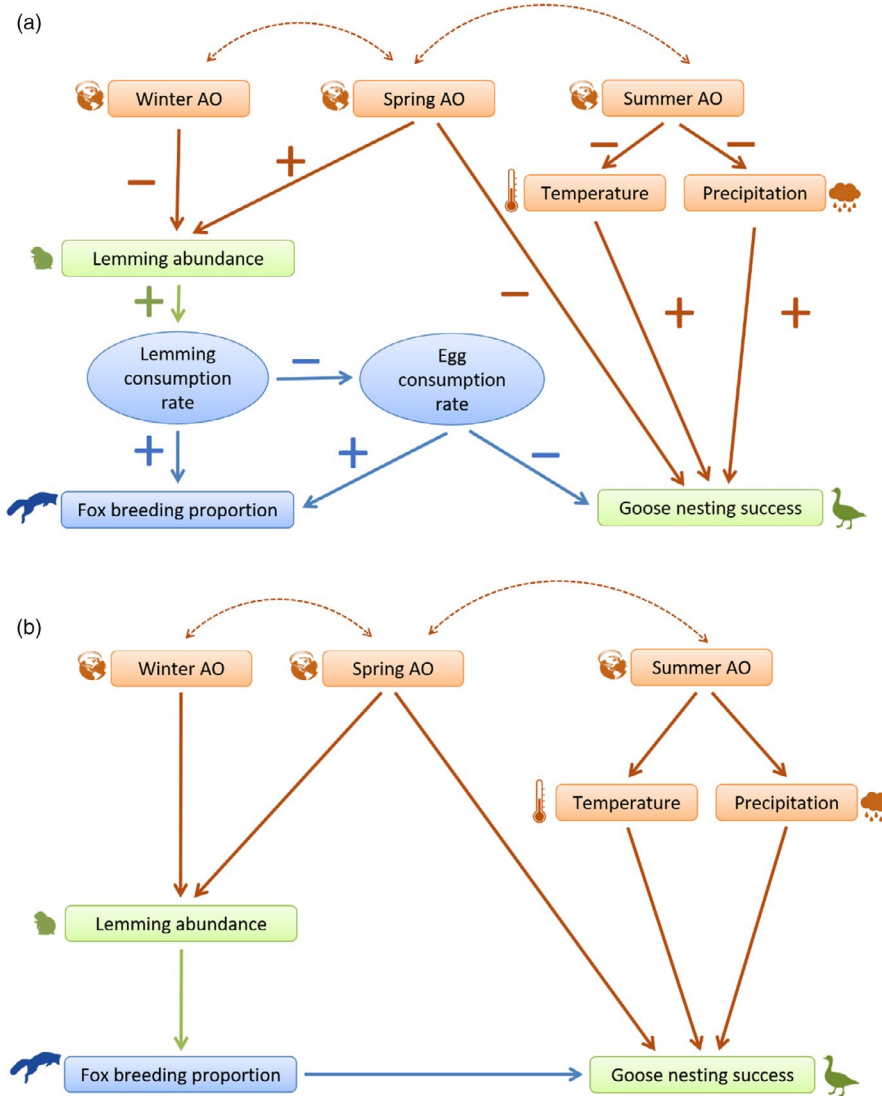 (a)
Winter AO
Spring AO
Summer AO
−
+
−
−
Temperature
Precipitation
Lemming abundance
+
−
+
+
Lemming
consumption
rate
−
Egg
consumption
rate
+
+
−
Fox breeding proportion
Goose nesting success
(b)
Winter AO
Spring AO
Summer AO
Temperature
Precipitation
Lemming abundance
Fox breeding proportion
Goose nesting success